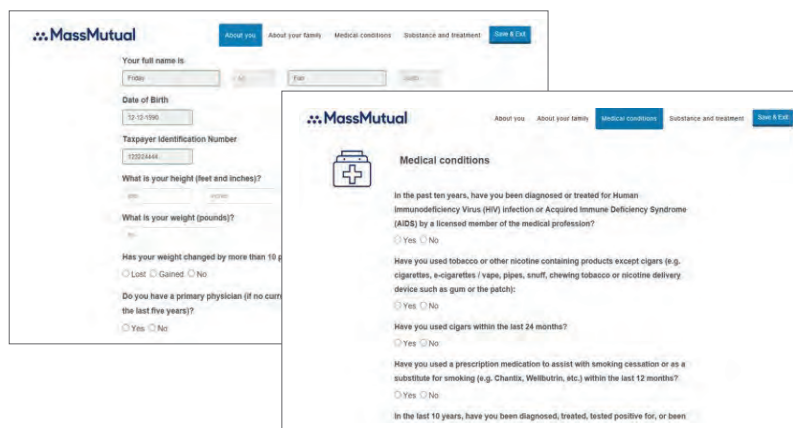 MassMutual
About you About your family Medical conditions Substance and treatment Save & Exit
Your full name is
Friday
Date of Birth
12-12-1990
Taxpayer Identification Number
122224444
What is your height (feet and inches)?
inches
What is your weight (pounds)?
Has your weight changed by more than 10 p
Lost Gained No
Do you have a primary physician (if no curr
the last five years)?
Yes No
MassMutual
About you About your family Medical conditions Substance and treatment Save & Exit
Medical conditions
In the past ten years, have you been diagnosed or treated for Human
Immunodeficiency Virus (HIV) infection or Acquired Immune Deficiency Syndrome
(AIDS) by a licensed member of the medical profession?
Yes No
Have you used tobacco or other nicotine containing products except cigars (e.g.
cigarettes, e-cigarettes / vape, pipes, snuff, chewing tobacco or nicotine delivery
device such as gum or the patch):
Yes No
Have you used cigars within the last 24 months?
Yes No
Have you used a prescription medication to assist with smoking cessation or as a
substitute for smoking (e.g. Chantix, Wellbutrin, etc.) within the last 12 months?
Yes No
In the last 10 years, have you been diagnosed, treated, tested positive for, or been